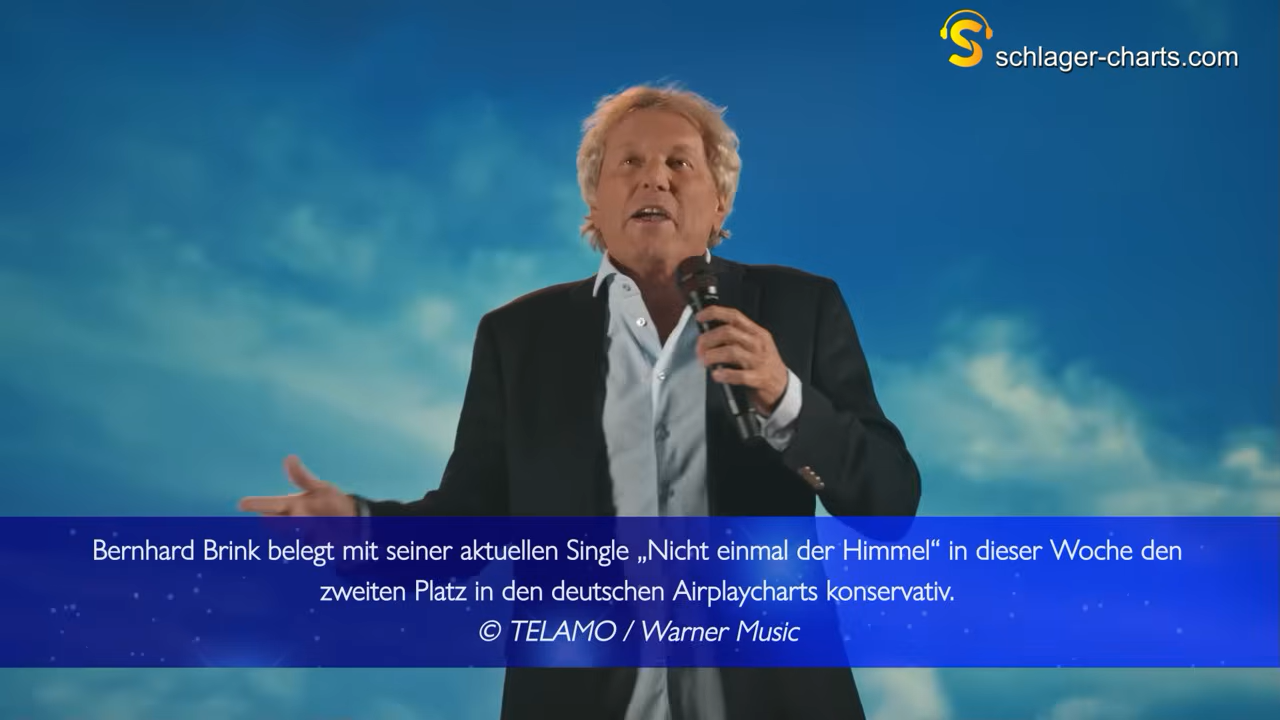 schlager-charts.com
Bernhard Brink belegt mit seiner aktuellen Single „Nicht einmal der Himmel“ in dieser Woche den
zweiten Platz in den deutschen Airplaycharts konservativ.
© TELAMO / Warner Music